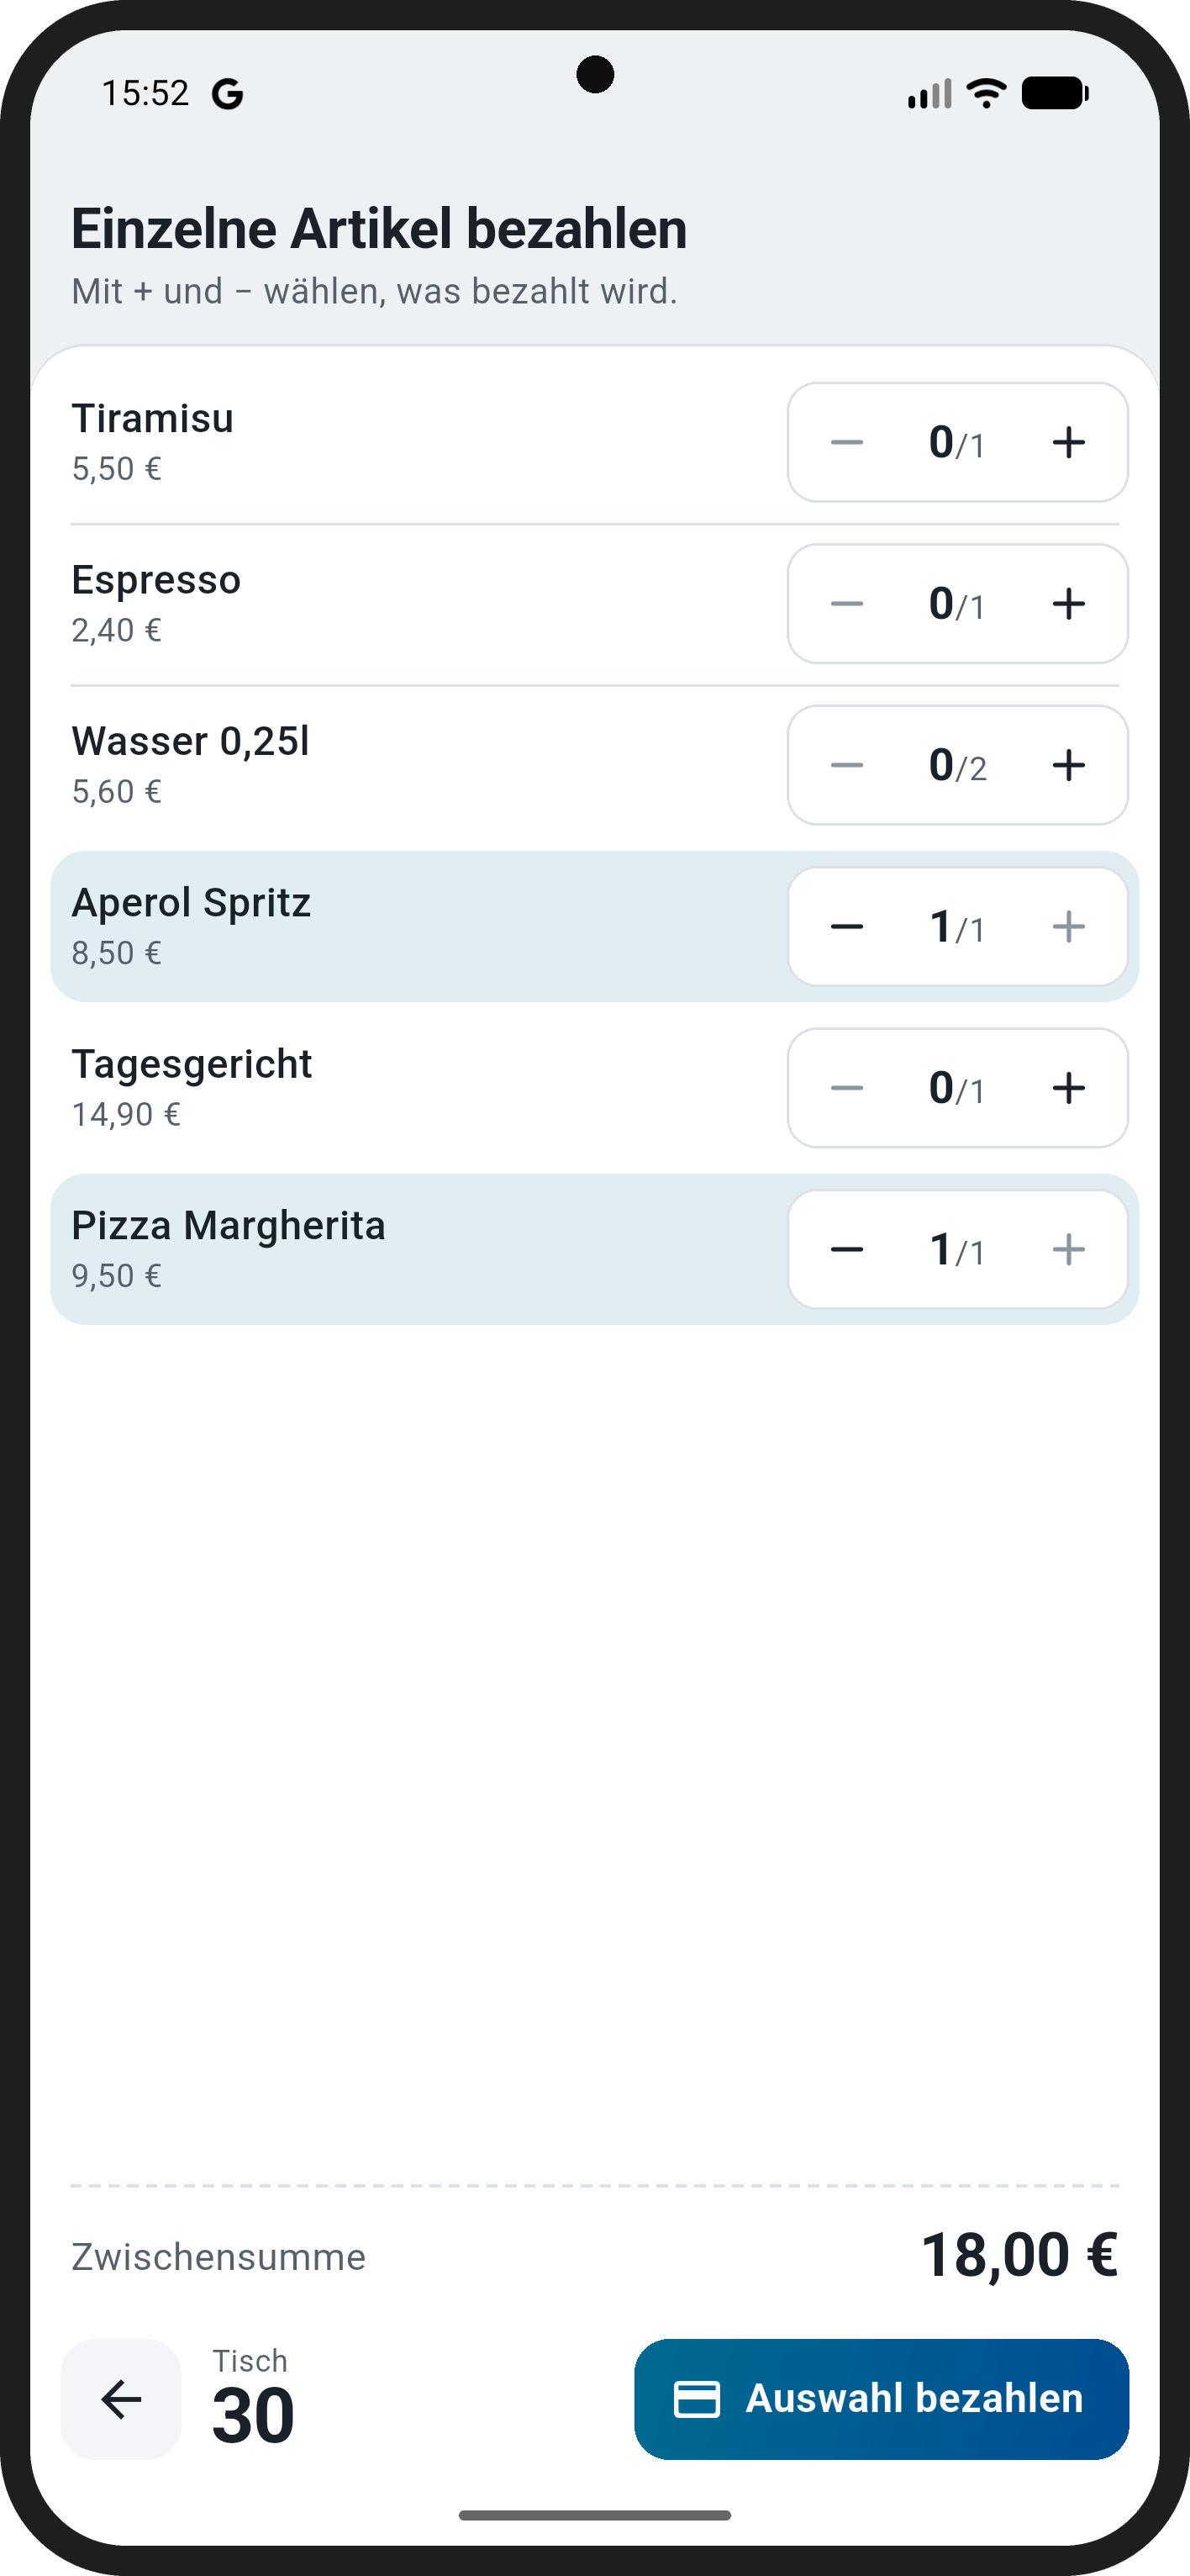 15:52 G
Einzelne Artikel bezahlen
Mit + und − wählen, was bezahlt wird.
Tiramisu
5,50 €
− 0/1 +
Espresso
2,40 €
− 0/1 +
Wasser 0,25l
5,60 €
− 0/2 +
Aperol Spritz
8,50 €
− 1/1 +
Tagesgericht
14,90 €
− 0/1 +
Pizza Margherita
9,50 €
− 1/1 +
Zwischensumme
18,00 €
Tisch
30
Auswahl bezahlen